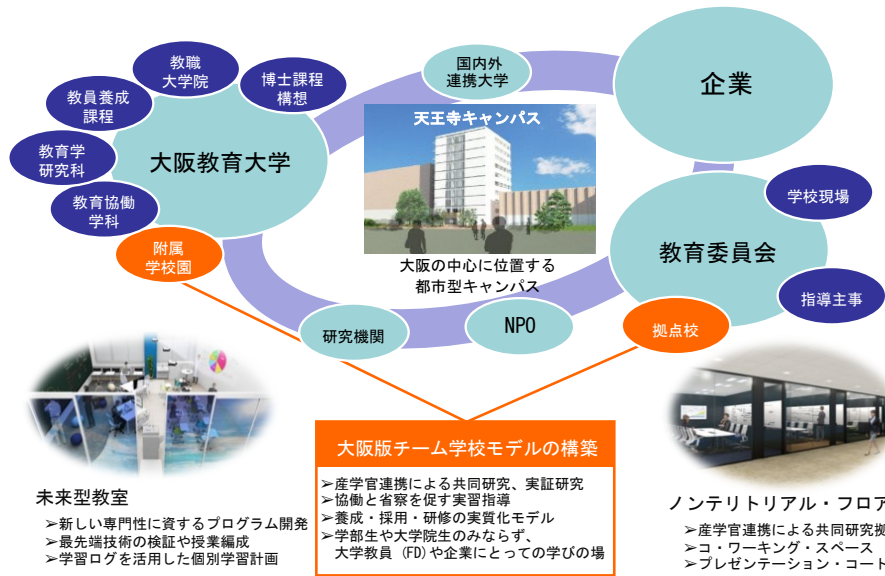 教職
大学院
博士課程
構想
教員養成
課程
教育学
研究科
教育協働
学科
大阪教育大学
附属
学校園
国内外
連携大学
企業
天王寺キャンパス
大阪の中心に位置する
都市型キャンパス
学校現場
教育委員会
指導主事
拠点校
研究機関
NPO
大阪版チーム学校モデルの構築
➢産学官連携による共同研究、実証研究
➢協働と省察を促す実習指導
➢養成・採用・研修の実質化モデル
➢学部生や大学院生のみならず、
大学教員(FD)や企業にとっての学びの場
未来型教室
➢新しい専門性に資するプログラム開発
➢最先端技術の検証や授業編成
➢学習ログを活用した個別学習計画
ノンテリトリアル・フロア
➢産学官連携による共同研究拠
➢コ・ワーキング・スペース
➢プレゼンテーション・コート